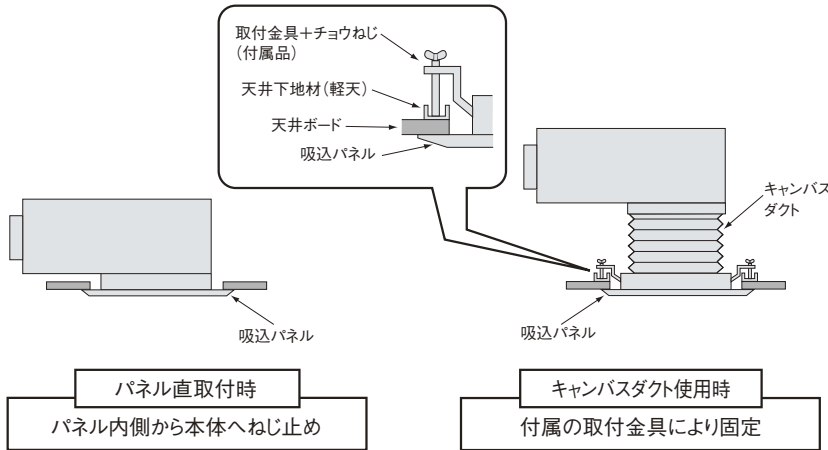 取付金具＋チョウねじ
（付属品）
天井下地材（軽天）
天井ボード
吸込パネル
キャンバス
ダクト
吸込パネル
吸込パネル
パネル直取付時
パネル内側から本体へねじ止め
キャンバスダクト使用時
付属の取付金具により固定